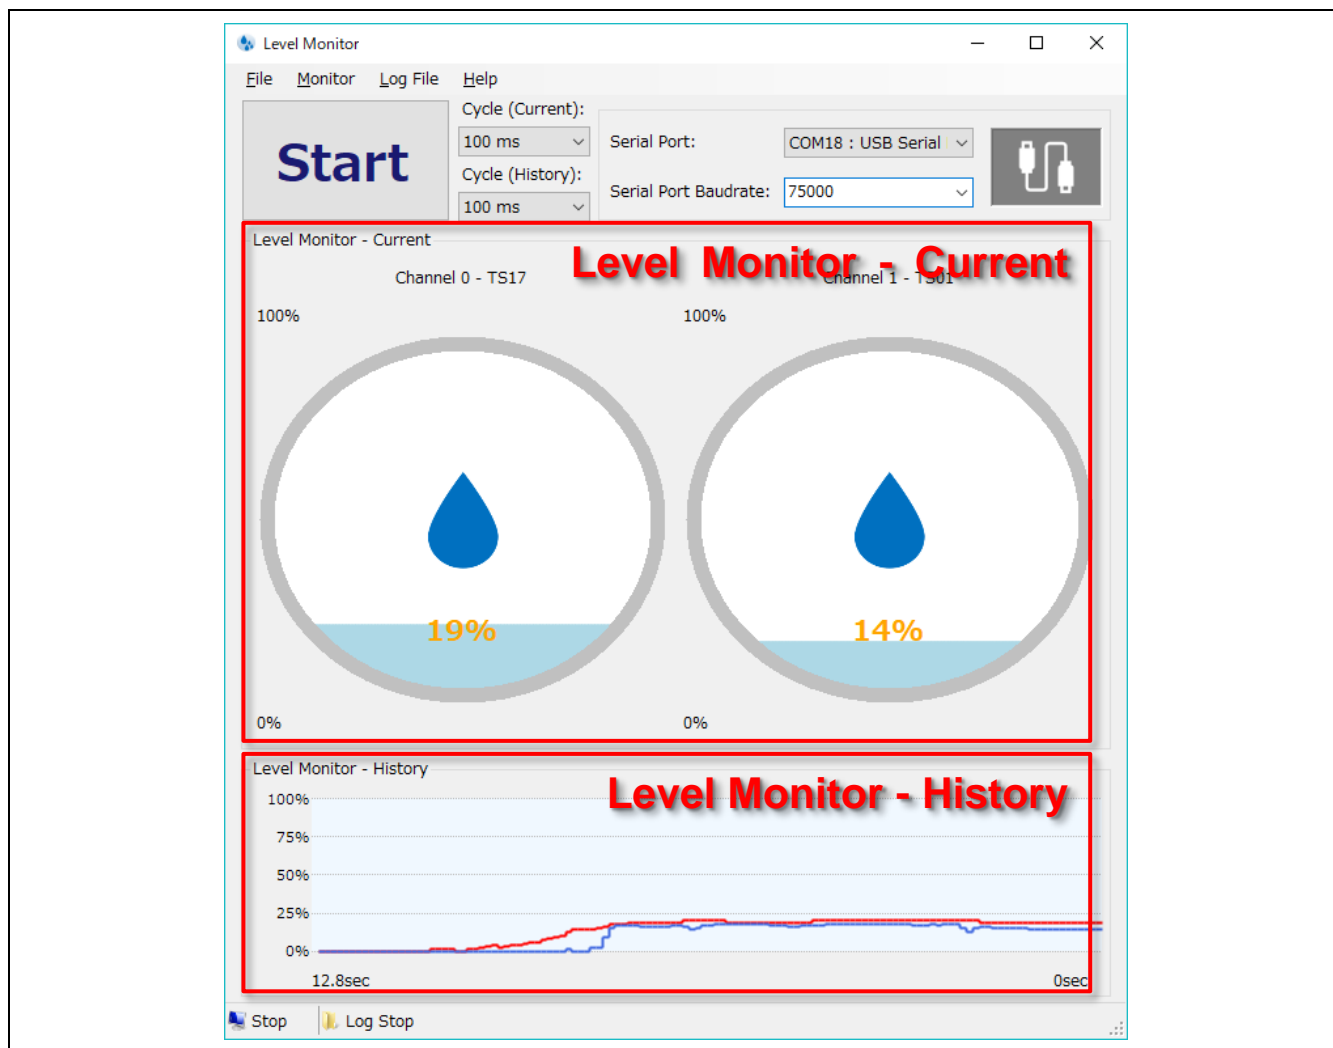 Level Monitor
File Monitor Log File Help
Start
Cycle (Current):
100 ms
Cycle (History):
100 ms
Serial Port:
COM18 : USB Serial
Serial Port Baudrate:
75000
Level Monitor - Current
Level Monitor - Current
Channel 0 - TS17
Channel 1 - TS01
100%
100%
19%
14%
0%
0%
Level Monitor - History
Level Monitor - History
100%
75%
50%
25%
0%
12.8sec
0sec
Stop
Log Stop